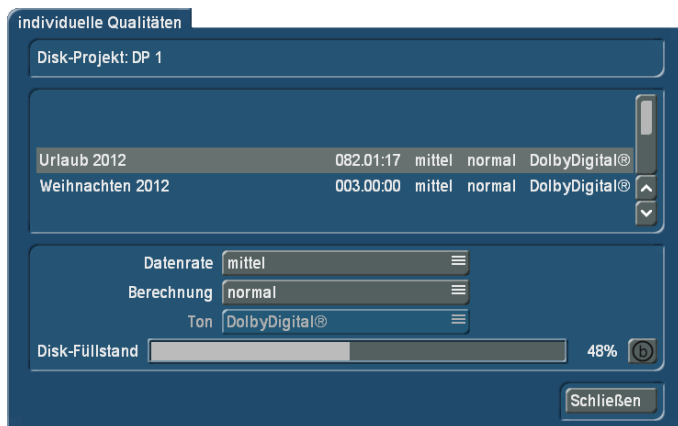 individuelle Qualitäten
Disk-Projekt: DP 1
Urlaub 2012 082.01:17 mittel normal DolbyDigital®
Weihnachten 2012 003.00:00 mittel normal DolbyDigital®
Datenrate mittel
Berechnung normal
Ton DolbyDigital®
Disk-Füllstand 48% b
Schließen